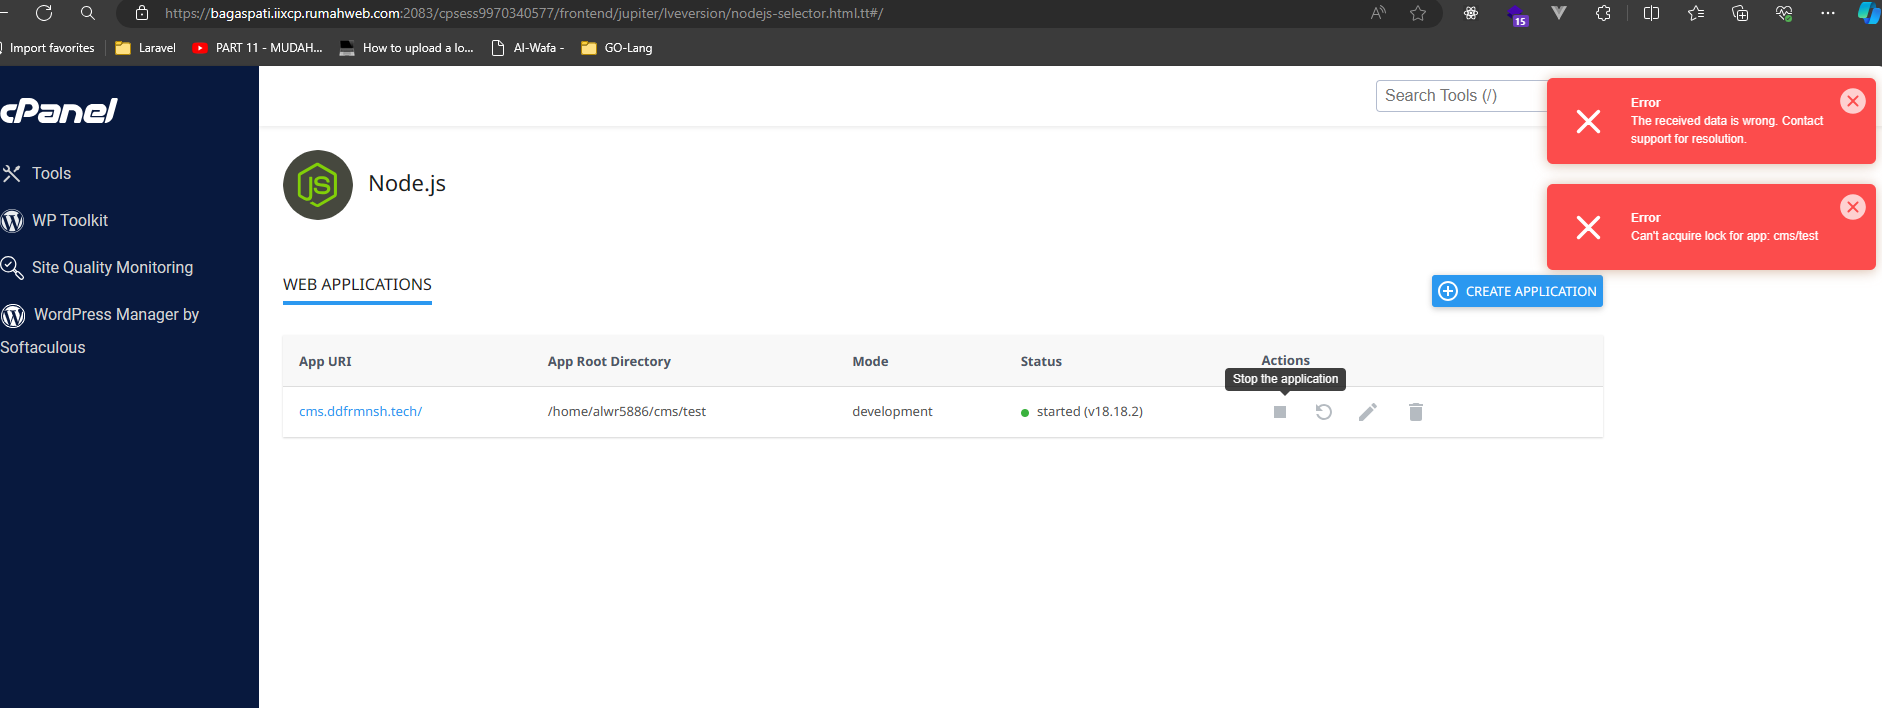 https://bagaspati.iixcp.rumahweb.com:2083/cpsess9970340577/frontend/jupiter/lveversion/nodejs-selector.html.tt#/
15
Import favorites
Laravel
PART 11 - MUDAH...
How to upload a lo...
Al-Wafa -
GO-Lang
cPanel
Tools
WP Toolkit
Site Quality Monitoring
WordPress Manager by
Softaculous
Search Tools (/)
Error
The received data is wrong. Contact
support for resolution.
Error
Can't acquire lock for app: cms/test
JS
Node.js
WEB APPLICATIONS
CREATE APPLICATION
App URI
App Root Directory
Mode
Status
Actions
Stop the application
cms.ddfrmnsh.tech/
/home/alwr5886/cms/test
development
started (v18.18.2)